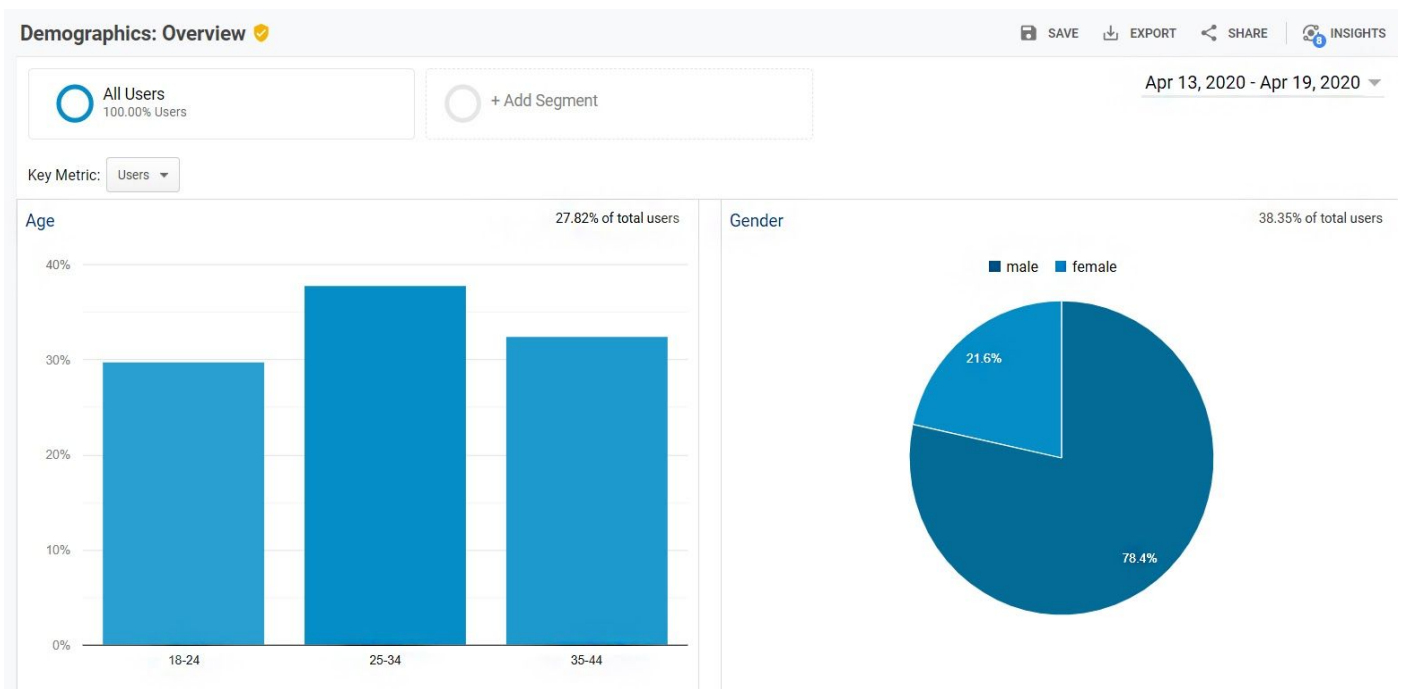 Demographics: Overview
SAVE EXPORT SHARE 8 INSIGHTS
All Users
100.00% Users
+ Add Segment
Apr 13, 2020 - Apr 19, 2020
Key Metric: Users
Age 27.82% of total users
40%
30%
20%
10%
0%
18-24 25-34 35-44
Gender 38.35% of total users
male female
21.6%
78.4%